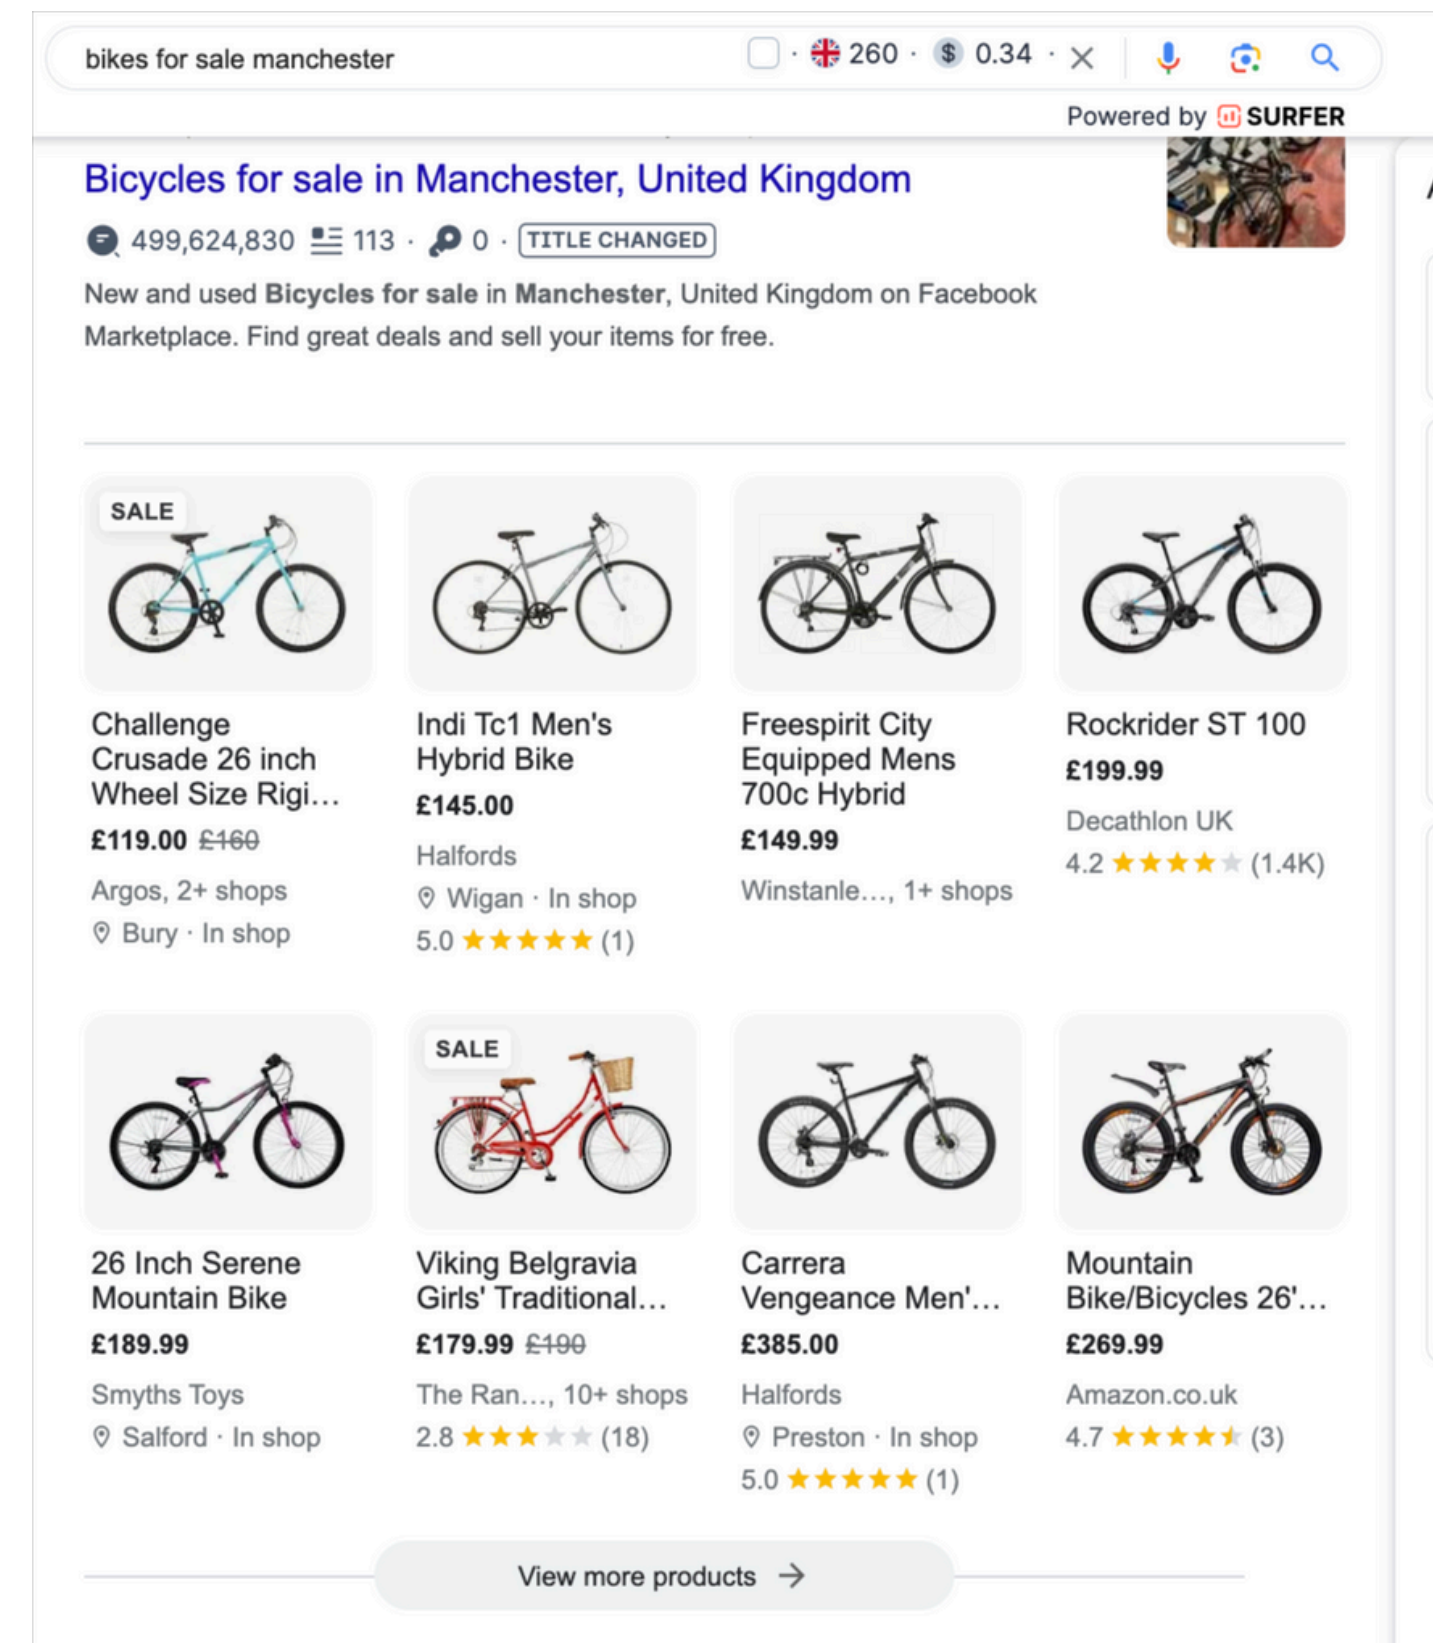 bikes for sale manchester · 260 · $ 0.34 ·
Powered by SURFER
Bicycles for sale in Manchester, United Kingdom
499,624,830 113 · 0 · TITLE CHANGED
New and used Bicycles for sale in Manchester, United Kingdom on Facebook
Marketplace. Find great deals and sell your items for free.
SALE
Challenge
Crusade 26 inch
Wheel Size Rigi...
£119.00 £160
Argos, 2+ shops
Bury · In shop
Indi Tc1 Men's
Hybrid Bike
£145.00
Halfords
Wigan · In shop
5.0 (1)
Freespirit City
Equipped Mens
700c Hybrid
£149.99
Winstanle..., 1+ shops
Rockrider ST 100
£199.99
Decathlon UK
4.2 (1.4K)
26 Inch Serene
Mountain Bike
£189.99
Smyths Toys
Salford · In shop
SALE
Viking Belgravia
Girls' Traditional...
£179.99 £190
The Ran..., 10+ shops
2.8 (18)
Carrera
Vengeance Men'...
£385.00
Halfords
Preston · In shop
5.0 (1)
Mountain
Bike/Bicycles 26'...
£269.99
Amazon.co.uk
4.7 (3)
View more products →